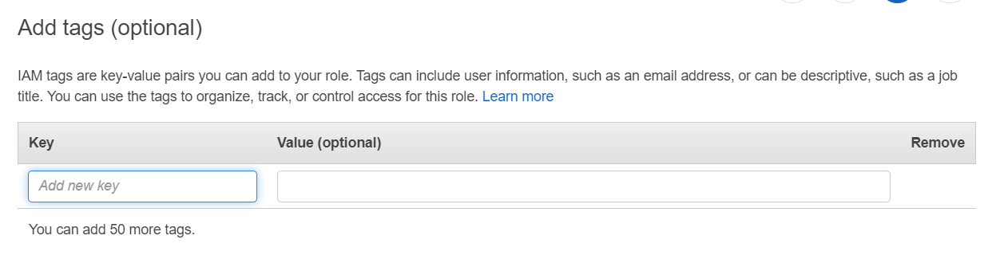 Add tags (optional)
IAM tags are key-value pairs you can add to your role. Tags can include user information, such as an email address, or can be descriptive, such as a job
title. You can use the tags to organize, track, or control access for this role. Learn more
Key Value (optional) Remove
Add new key
You can add 50 more tags.